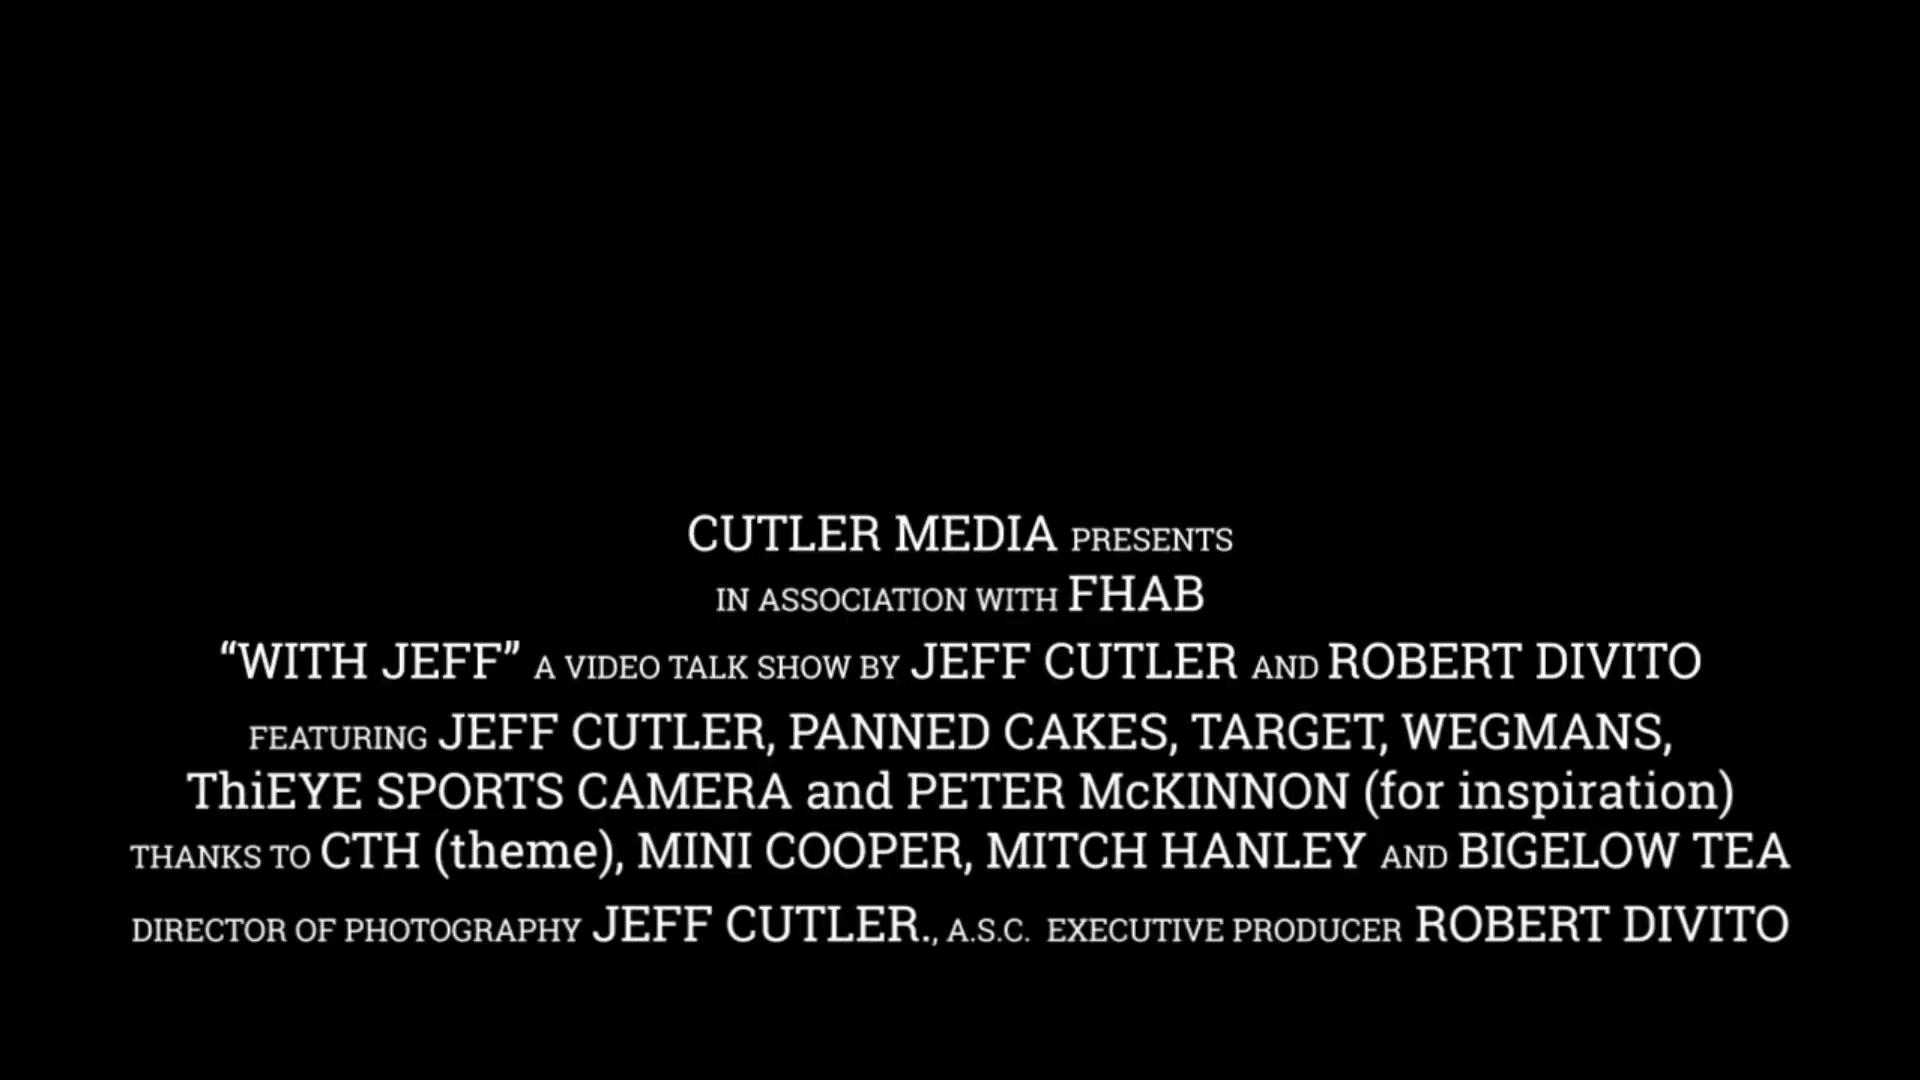 CUTLER MEDIA PRESENTS
IN ASSOCIATION WITH FHAB
“WITH JEFF” A VIDEO TALK SHOW BY JEFF CUTLER AND ROBERT DIVITO
FEATURING JEFF CUTLER, PANNED CAKES, TARGET, WEGMANS,
ThiEYE SPORTS CAMERA and PETER McKINNON (for inspiration)
THANKS TO CTH (theme), MINI COOPER, MITCH HANLEY AND BIGELOW TEA
DIRECTOR OF PHOTOGRAPHY JEFF CUTLER., A.S.C. EXECUTIVE PRODUCER ROBERT DIVITO